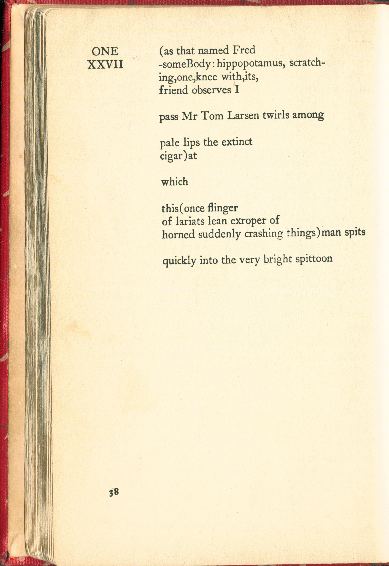 ONE
XXVII
(as that named Fred
-someBody: hippopotamus, scratch-
ing,one,knee with,its,
friend observes I
pass Mr Tom Larsen twirls among
pale lips the extinct
cigar)at
which
this(once flinger
of lariats lean exroper of
horned suddenly crashing things)man spits
quickly into the very bright spittoon
38